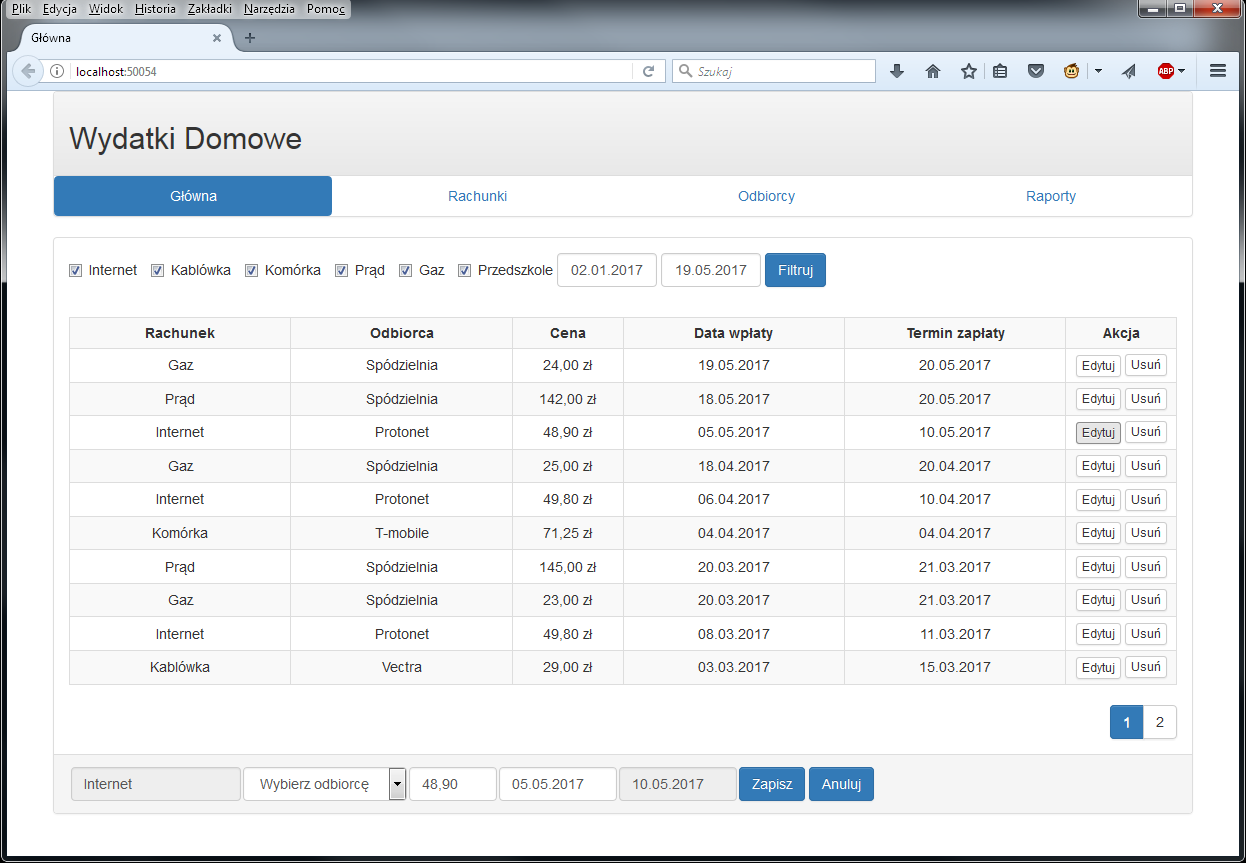 Plik Edycja Widok Historia Zakładki Narzędzia Pomoc
Główna
localhost:50054 Szukaj ABP
Wydatki Domowe
Główna Rachunki Odbiorcy Raporty
Internet Kablówka Komórka Prąd Gaz Przedszkole 02.01.2017 19.05.2017 Filtruj
Rachunek Odbiorca Cena Data wpłaty Termin zapłaty Akcja
Gaz Spódzielnia 24,00 zł 19.05.2017 20.05.2017 Edytuj Usuń
Prąd Spódzielnia 142,00 zł 18.05.2017 20.05.2017 Edytuj Usuń
Internet Protonet 48,90 zł 05.05.2017 10.05.2017 Edytuj Usuń
Gaz Spódzielnia 25,00 zł 18.04.2017 20.04.2017 Edytuj Usuń
Internet Protonet 49,80 zł 06.04.2017 10.04.2017 Edytuj Usuń
Komórka T-mobile 71,25 zł 04.04.2017 04.04.2017 Edytuj Usuń
Prąd Spódzielnia 145,00 zł 20.03.2017 21.03.2017 Edytuj Usuń
Gaz Spódzielnia 23,00 zł 20.03.2017 21.03.2017 Edytuj Usuń
Internet Protonet 49,80 zł 08.03.2017 11.03.2017 Edytuj Usuń
Kablówka Vectra 29,00 zł 03.03.2017 15.03.2017 Edytuj Usuń
1 2
Internet Wybierz odbiorcę 48,90 05.05.2017 10.05.2017 Zapisz Anuluj